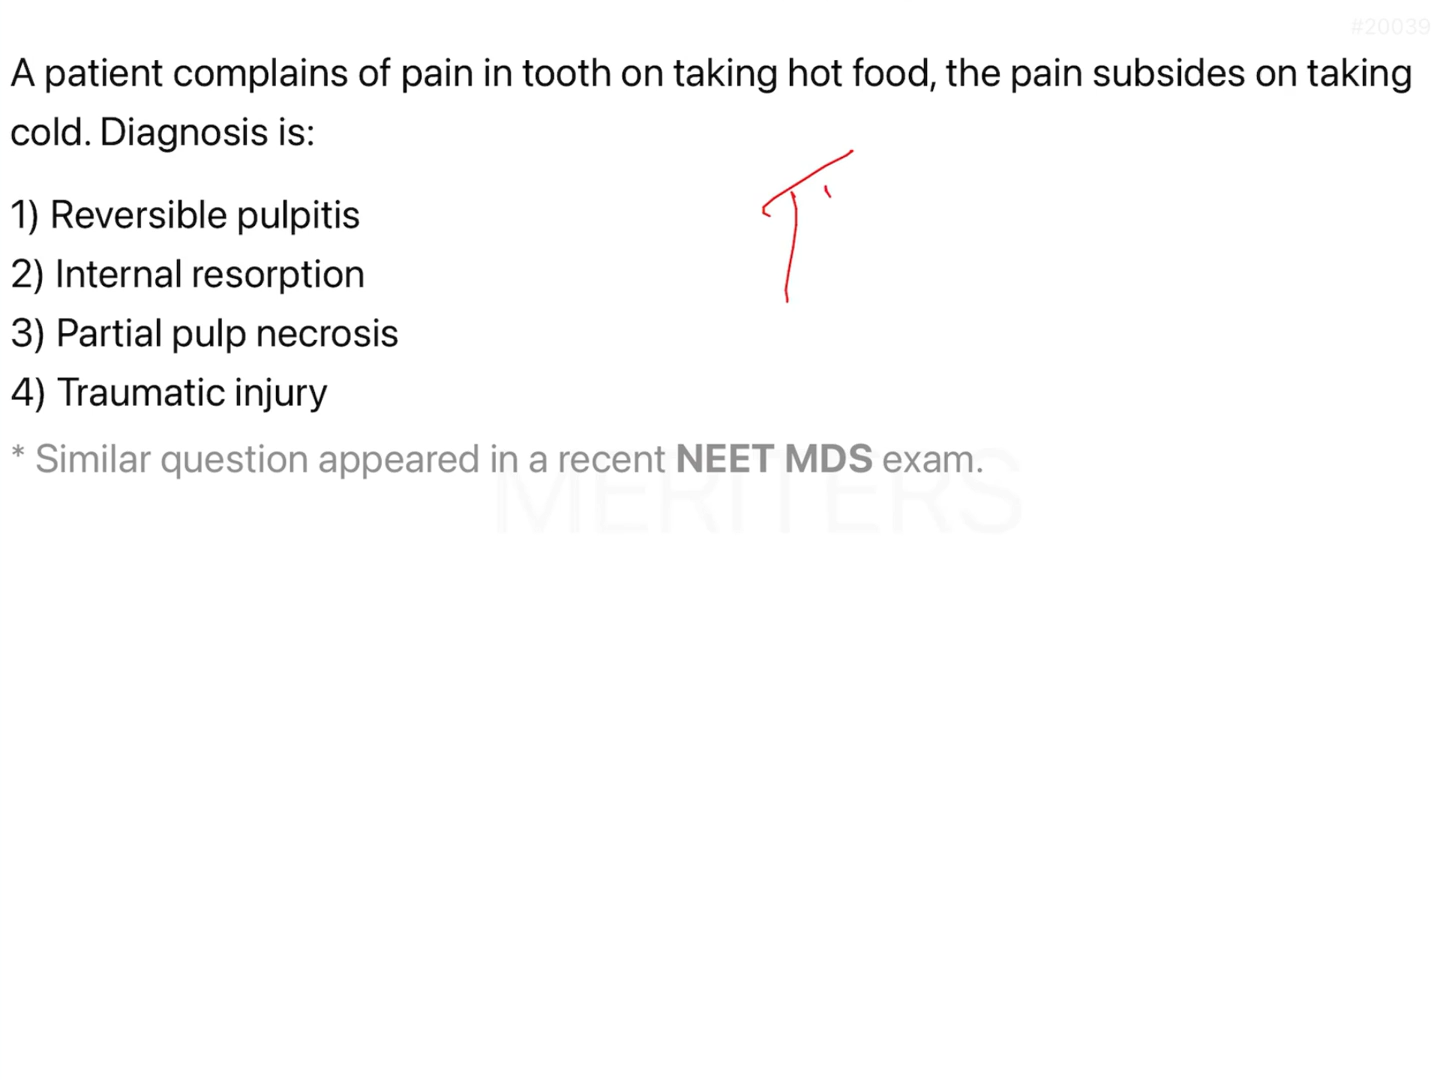 #20039
A patient complains of pain in tooth on taking hot food, the pain subsides on taking
cold. Diagnosis is:
1) Reversible pulpitis
2) Internal resorption
3) Partial pulp necrosis
4) Traumatic injury
* Similar question appeared in a recent NEET MDS exam.
MERITERS
T'